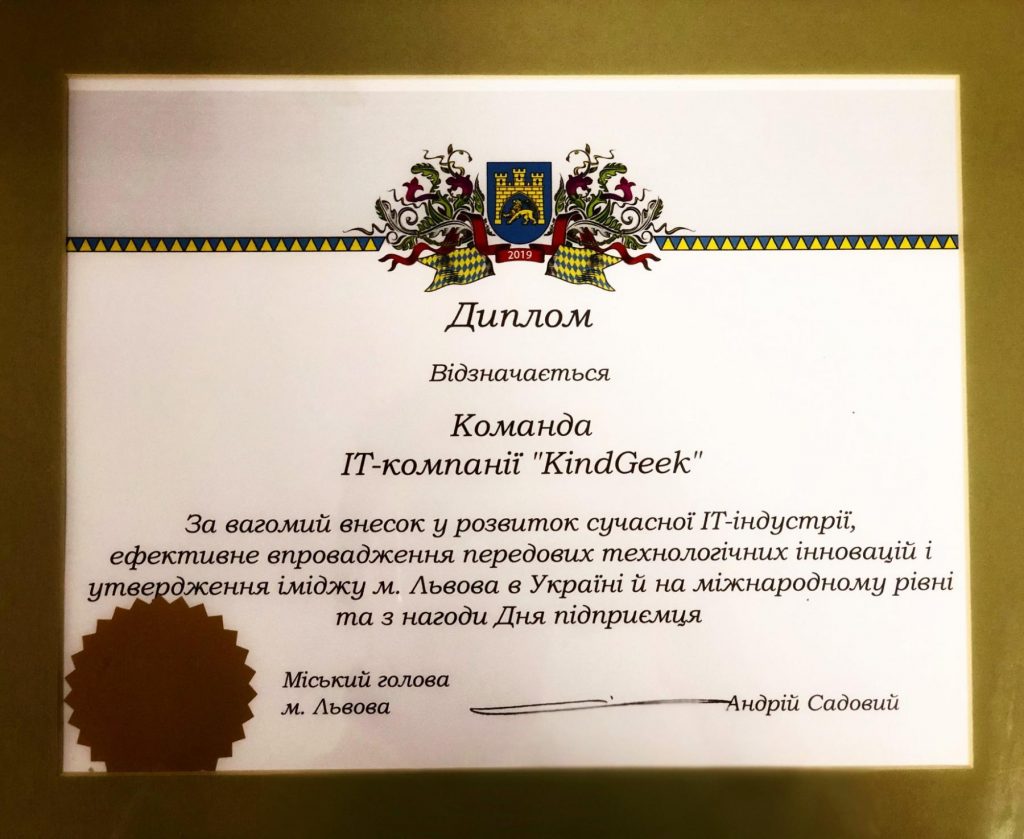 2019
Диплом
Відзначається
Команда
ІТ-компанії "KindGeek"
За вагомий внесок у розвиток сучасної ІТ-індустрії,
ефективне впровадження передових технологічних інновацій і
утвердження іміджу м. Львова в Україні й на міжнародному рівні
та з нагоди Дня підприємця
Міський голова
м. Львова Андрій Садовий